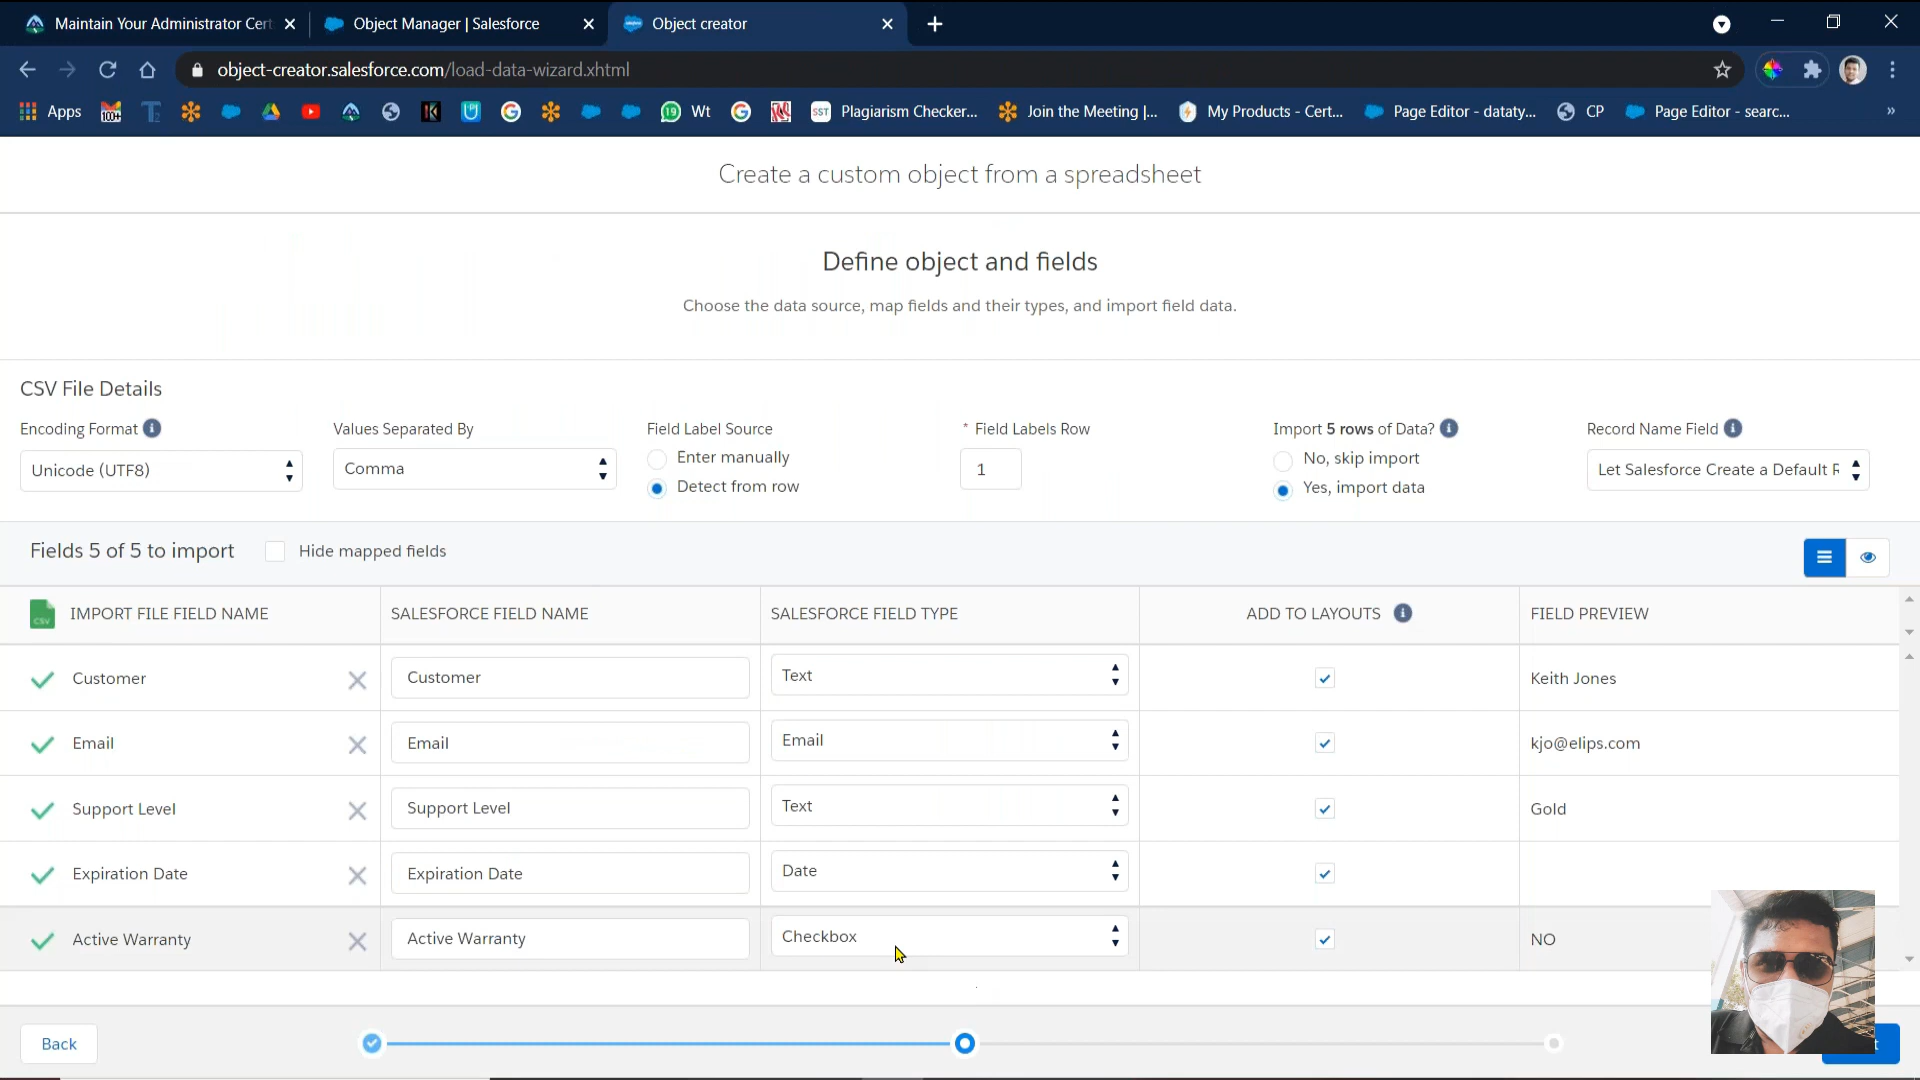 Maintain Your Administrator Cert
Object Manager | Salesforce
Object creator
object-creator.salesforce.com/load-data-wizard.xhtml
Apps
Wt
Plagiarism Checker...
Join the Meeting |...
My Products - Cert...
Page Editor - dataty...
CP
Page Editor - searc...
Create a custom object from a spreadsheet
Define object and fields
Choose the data source, map fields and their types, and import field data.
CSV File Details
Encoding Format
Values Separated By
Field Label Source
* Field Labels Row
Import 5 rows of Data?
Record Name Field
Unicode (UTF8)
Comma
Enter manually
Detect from row
1
No, skip import
Yes, import data
Let Salesforce Create a Default R
Fields 5 of 5 to import
Hide mapped fields
IMPORT FILE FIELD NAME
SALESFORCE FIELD NAME
SALESFORCE FIELD TYPE
ADD TO LAYOUTS
FIELD PREVIEW
Customer
Customer
Text
Keith Jones
Email
Email
Email
kjo@elips.com
Support Level
Support Level
Text
Gold
Expiration Date
Expiration Date
Date
Active Warranty
Active Warranty
Checkbox
NO
Back